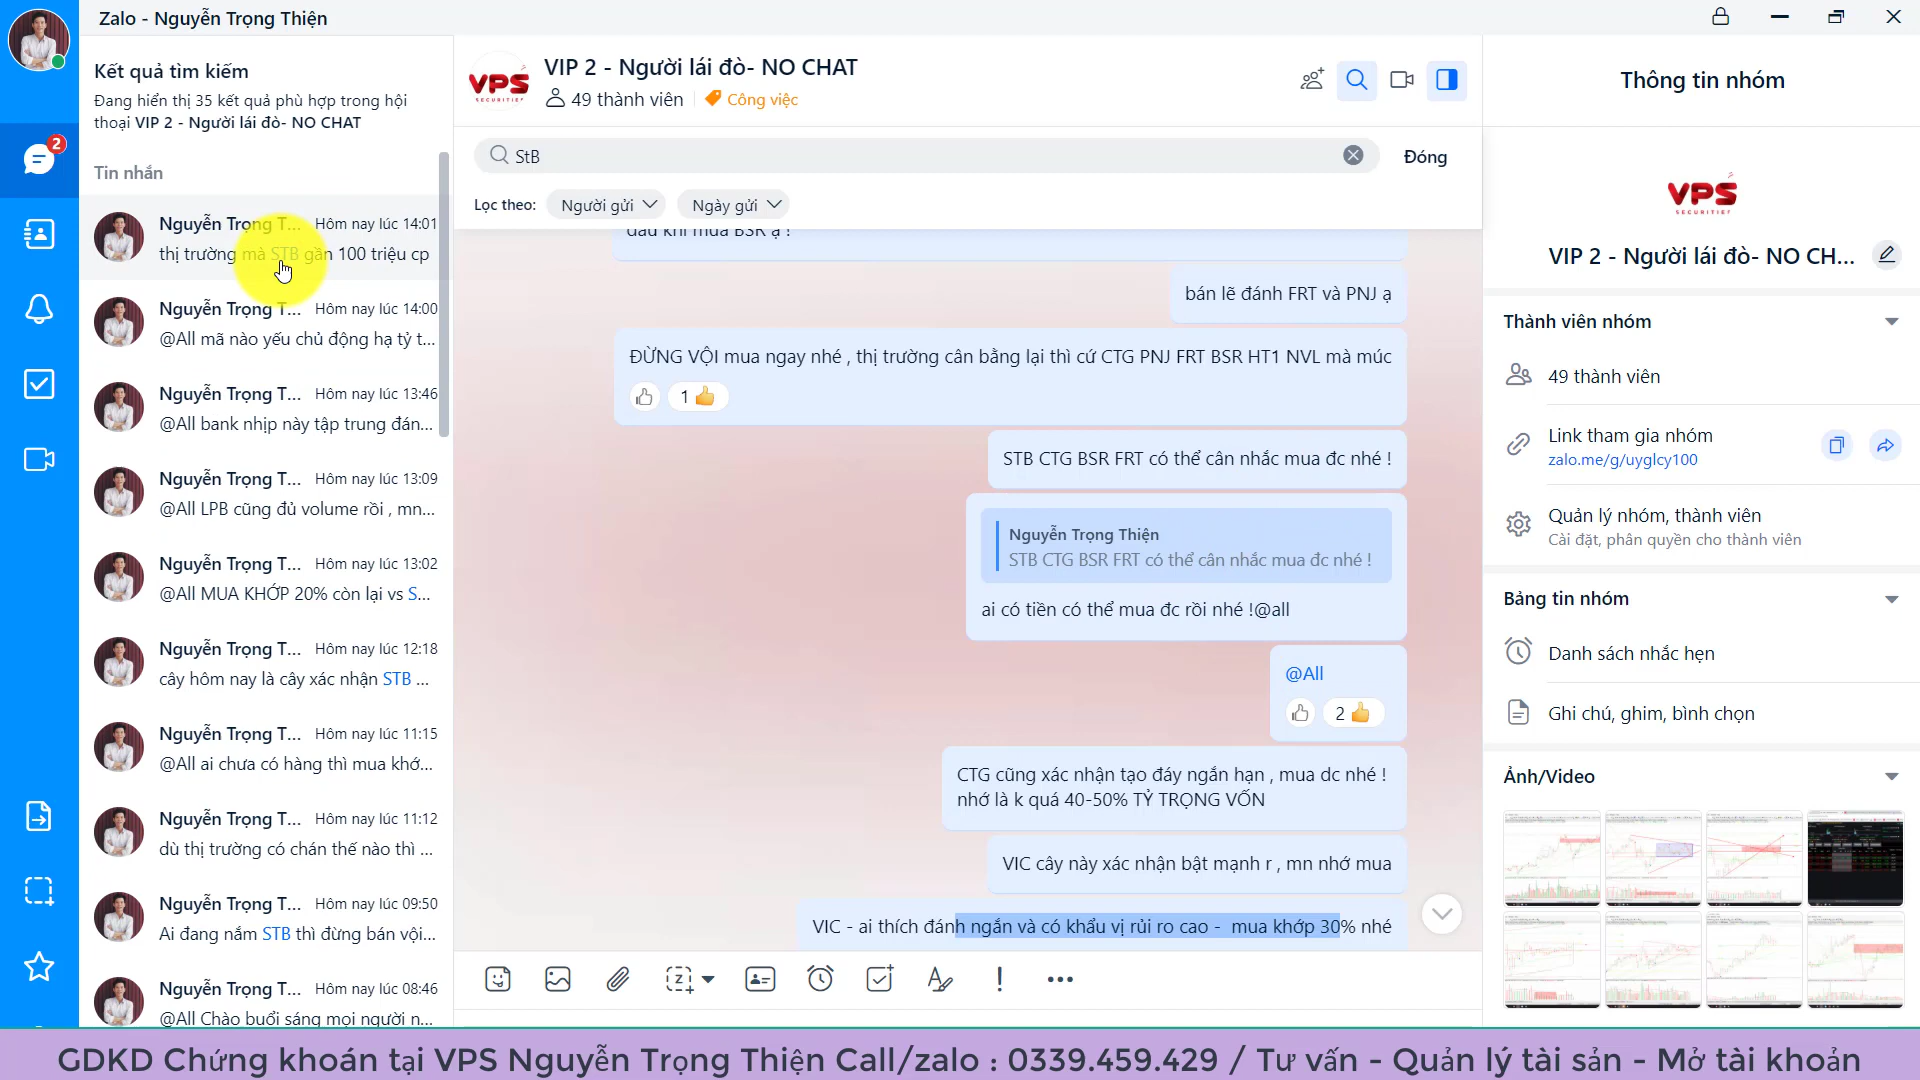 Zalo - Nguyễn Trọng Thiện
2
Kết quả tìm kiếm
Đang hiển thị 35 kết quả phù hợp trong hội
thoại VIP 2 - Người lái đò- NO CHAT
Tin nhắn
Nguyễn Trọng T... Hôm nay lúc 14:01
thị trường mà STB gần 100 triệu cp
Nguyễn Trọng T... Hôm nay lúc 14:00
@All mã nào yếu chủ động hạ tỷ t...
Nguyễn Trọng T... Hôm nay lúc 13:46
@All bank nhịp này tập trung đán...
Nguyễn Trọng T... Hôm nay lúc 13:09
@All LPB cũng đủ volume rồi , mn...
Nguyễn Trọng T... Hôm nay lúc 13:02
@All MUA KHỚP 20% còn lại vs S...
Nguyễn Trọng T... Hôm nay lúc 12:18
cây hôm nay là cây xác nhận STB ...
Nguyễn Trọng T... Hôm nay lúc 11:15
@All ai chưa có hàng thì mua khớ...
Nguyễn Trọng T... Hôm nay lúc 11:12
dù thị trường có chán thế nào thì ...
Nguyễn Trọng T... Hôm nay lúc 09:50
Ai đang nắm STB thì đừng bán vội...
Nguyễn Trọng T... Hôm nay lúc 08:46
@All Chào buổi sáng mọi người n...
VPS
SECURITIES
VIP 2 - Người lái đò- NO CHAT
49 thành viên
Công việc
StB
Đóng
Lọc theo:
Người gửi
Ngày gửi
dầu khí mua BSR ạ !
bán lẽ đánh FRT và PNJ ạ
ĐỪNG VỘI mua ngay nhé , thị trường cân bằng lại thì cứ CTG PNJ FRT BSR HT1 NVL mà múc
1
STB CTG BSR FRT có thể cân nhắc mua đc nhé !
Nguyễn Trọng Thiện
STB CTG BSR FRT có thể cân nhắc mua đc nhé !
ai có tiền có thể mua đc rồi nhé !@all
@All
2
CTG cũng xác nhận tạo đáy ngắn hạn , mua dc nhé !
nhớ là k quá 40-50% TỶ TRỌNG VỐN
VIC cây này xác nhận bật mạnh r , mn nhớ mua
VIC - ai thích đánh ngắn và có khẩu vị rủi ro cao - mua khớp 30% nhé
Thông tin nhóm
VPS
SECURITIES
VIP 2 - Người lái đò- NO CH...
Thành viên nhóm
49 thành viên
Link tham gia nhóm
zalo.me/g/uyglcy100
Quản lý nhóm, thành viên
Cài đặt, phân quyền cho thành viên
Bảng tin nhóm
Danh sách nhắc hẹn
Ghi chú, ghim, bình chọn
Ảnh/Video
GDKD Chứng khoán tại VPS Nguyễn Trọng Thiện Call/zalo : 0339.459.429 / Tư vấn - Quản lý tài sản - Mở tài khoản